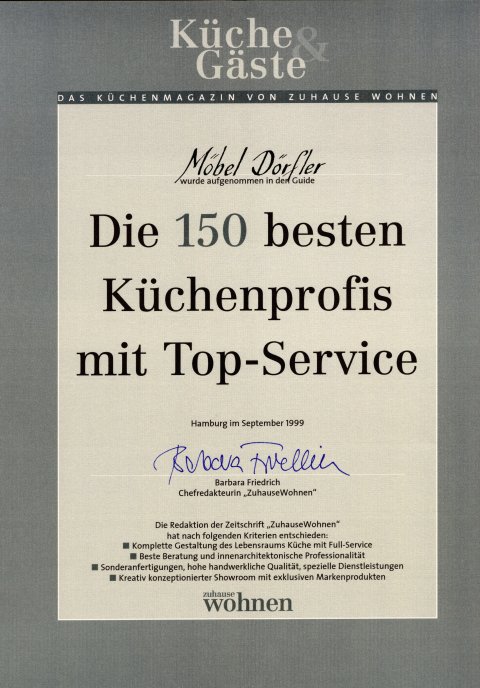 Küche &
Gäste
DAS KÜCHENMAGAZIN VON ZUHAUSE WOHNEN
Möbel Dörfler
wurde aufgenommen in den Guide
Die 150 besten
Küchenprofis
mit Top-Service
Hamburg im September 1999
Barbara Friedrich
Barbara Friedrich
Chefredakteurin „ZuhauseWohnen“
Die Redaktion der Zeitschrift „ZuhauseWohnen“
hat nach folgenden Kriterien entschieden:
■ Komplette Gestaltung des Lebensraums Küche mit Full-Service
■ Beste Beratung und innenarchitektonische Professionalität
■ Sonderanfertigungen, hohe handwerkliche Qualität, spezielle Dienstleistungen
■ Kreativ konzeptionierter Showroom mit exklusiven Markenprodukten
zuhause
wohnen